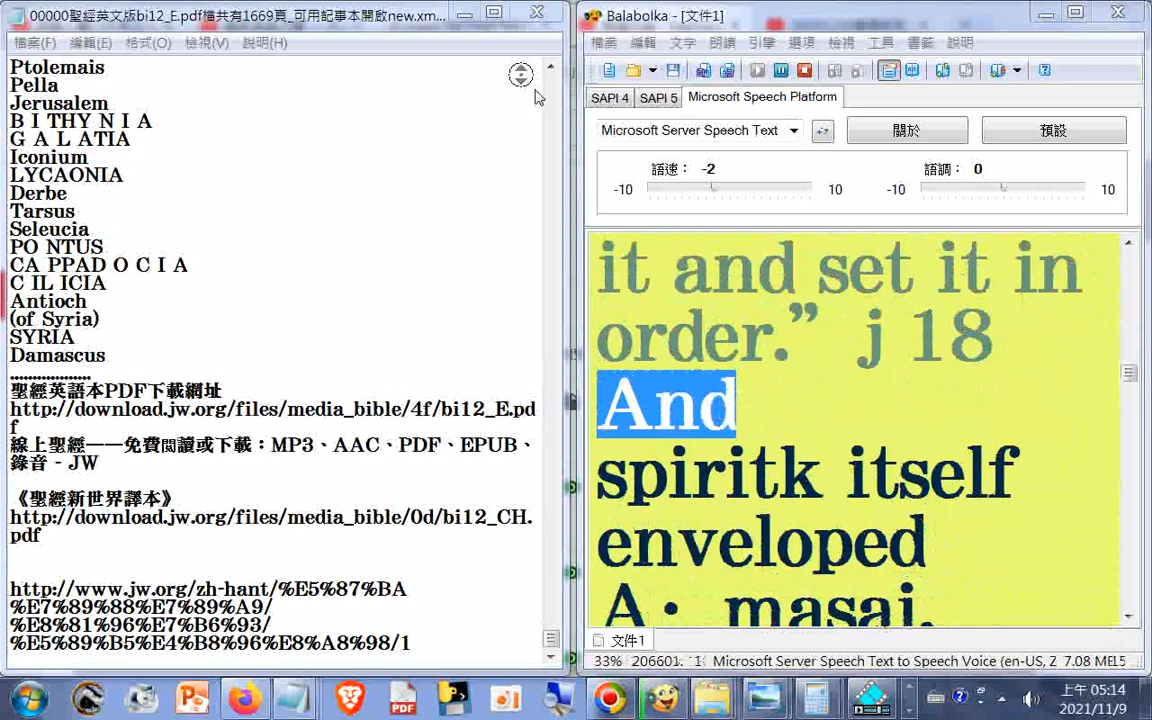 00000聖經英文版bi12_E.pdf檔共有1669頁_可用記事本開啟new.xm...
檔案(F) 編輯(E) 格式(O) 檢視(V) 說明(H)
Ptolemais
Pella
Jerusalem
B I THY N I A
G A L ATIA
Iconium
LYCAONIA
Derbe
Tarsus
Seleucia
PO NTUS
CA PPAD O C I A
C IL ICIA
Antioch
(of Syria)
SYRIA
Damascus
..................
聖經英語本PDF下載網址
http://download.jw.org/files/media_bible/4f/bi12_E.pd
f
線上聖經——免費閱讀或下載：MP3、AAC、PDF、EPUB、
錄音 - JW
《聖經新世界譯本》
http://download.jw.org/files/media_bible/0d/bi12_CH.
pdf
http://www.jw.org/zh-hant/%E5%87%BA
%E7%89%88%E7%89%A9/
%E8%81%96%E7%B6%93/
%E5%89%B5%E4%B8%96%E8%A8%98/1
Balabolka - [文件1]
檔案 編輯 文字 朗讀 引擎 選項 檢視 工具 書籤 說明
SAPI 4 SAPI 5 Microsoft Speech Platform
Microsoft Server Speech Text 關於 預設
語速： -2 語調： 0
-10 10 -10 10
it and set it in
order.” j 18
And
spiritk itself
enveloped
A· masai,
文件1
33% Microsoft Server Speech Text to Speech Voice (en-US, Z 7.08
PDF
上午 05:14
2021/11/9